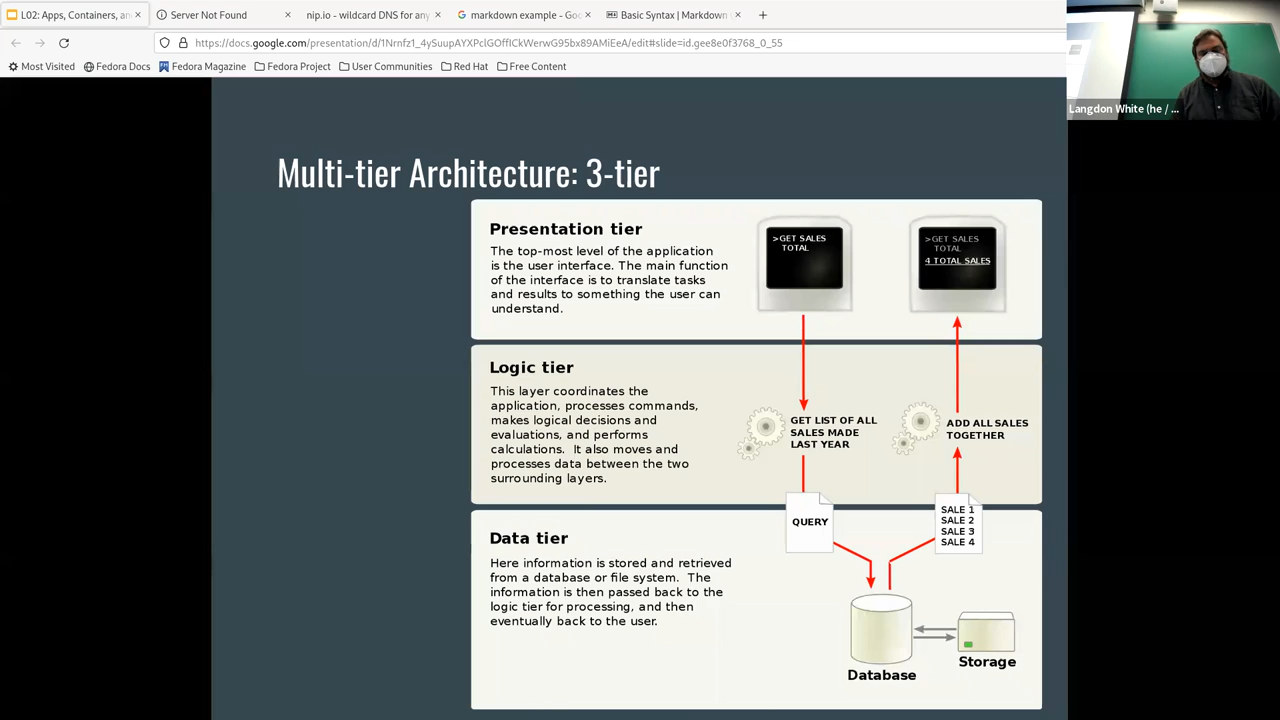 L02: Apps, Containers, an
Server Not Found
nip.io - wildcard DNS for any
markdown example - Goo
Basic Syntax | Markdown
https://docs.google.com/presentation/d/1Nrnfz1_4ySuupAYXPclGOffICkWerwG95bx89AMiEeA/edit#slide=id.gee8e0f3768_0_55
Most Visited
Fedora Docs
Fedora Magazine
Fedora Project
User Communities
Red Hat
Free Content
Langdon White (he / ...
Multi-tier Architecture: 3-tier
Presentation tier
The top-most level of the application
is the user interface. The main function
of the interface is to translate tasks
and results to something the user can
understand.
>GET SALES
TOTAL
>GET SALES
TOTAL
4 TOTAL SALES
Logic tier
This layer coordinates the
application, processes commands,
makes logical decisions and
evaluations, and performs
calculations. It also moves and
processes data between the two
surrounding layers.
GET LIST OF ALL
SALES MADE
LAST YEAR
ADD ALL SALES
TOGETHER
QUERY
SALE 1
SALE 2
SALE 3
SALE 4
Data tier
Here information is stored and retrieved
from a database or file system. The
information is then passed back to the
logic tier for processing, and then
eventually back to the user.
Database
Storage